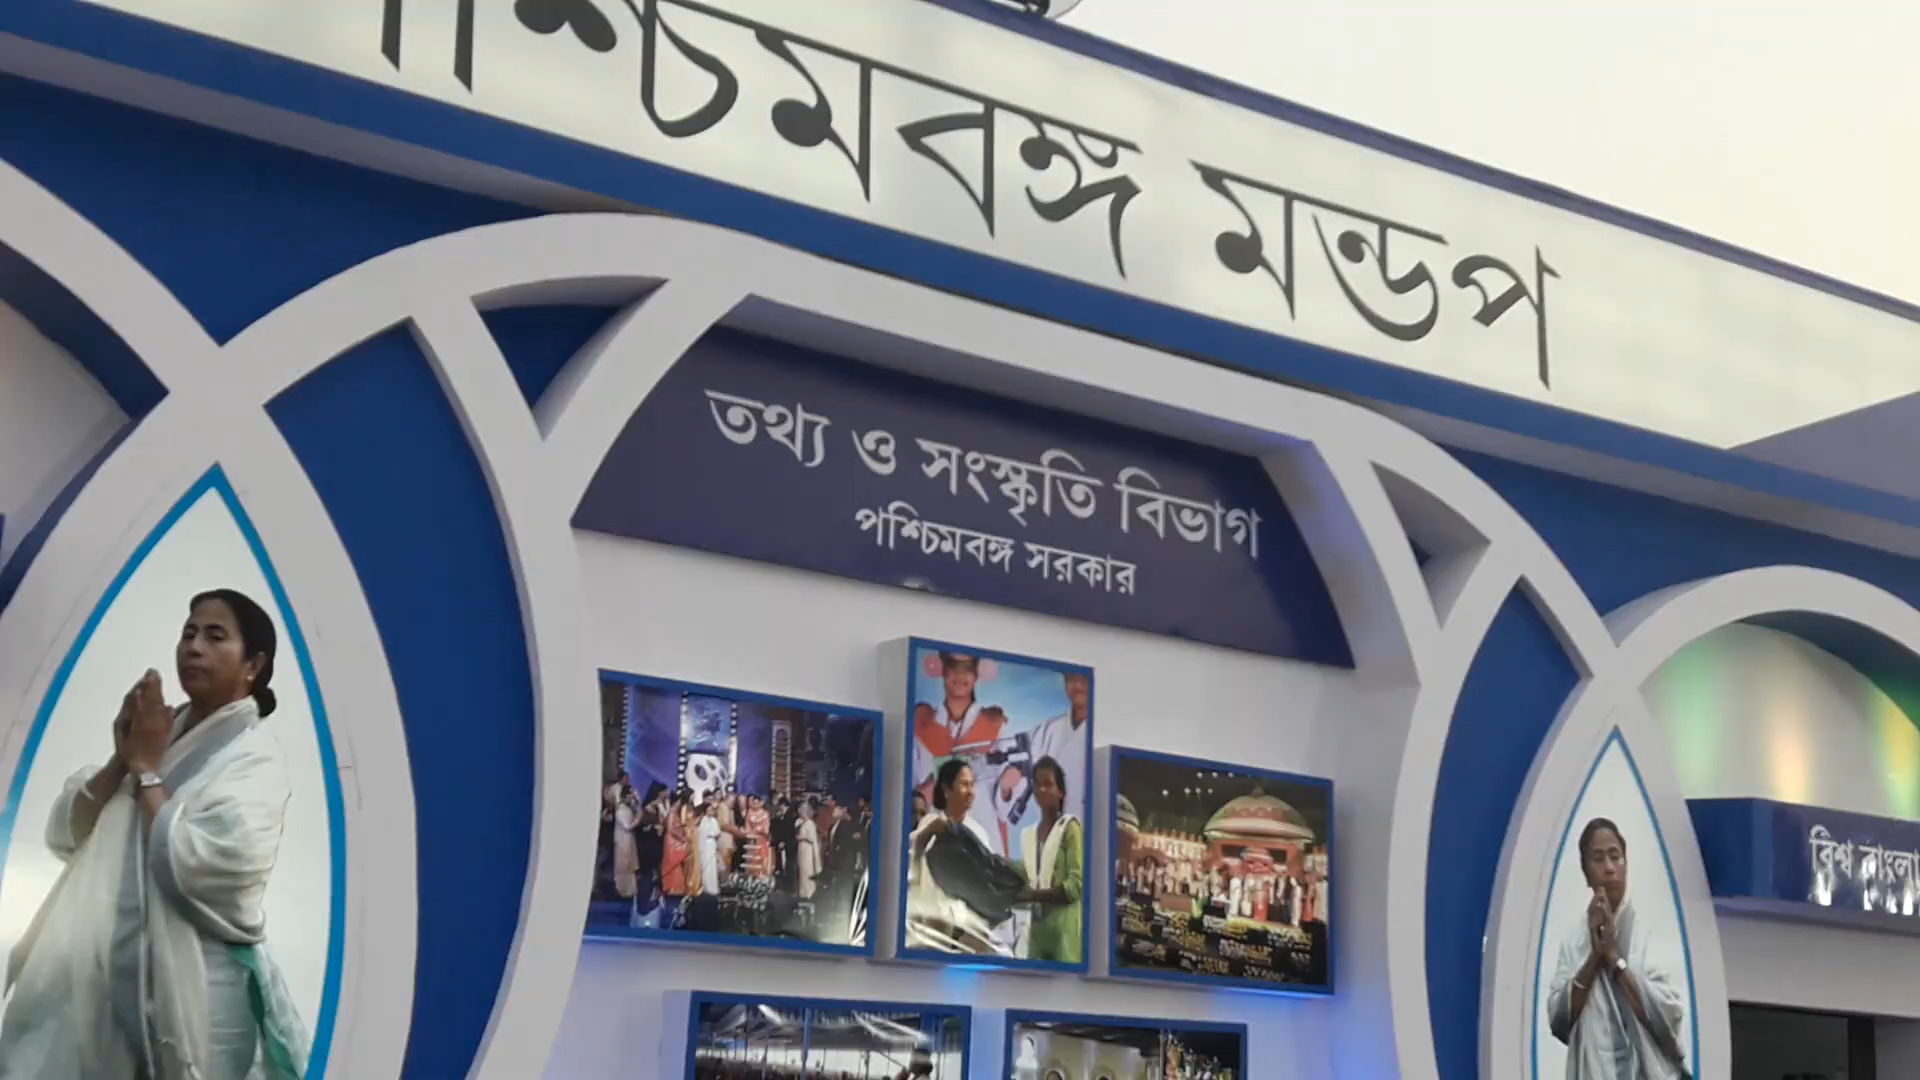 পশ্চিমবঙ্গ মন্ডপ
তথ্য ও সংস্কৃতি বিভাগ
পশ্চিমবঙ্গ সরকার
বিশ্ব বাংলা